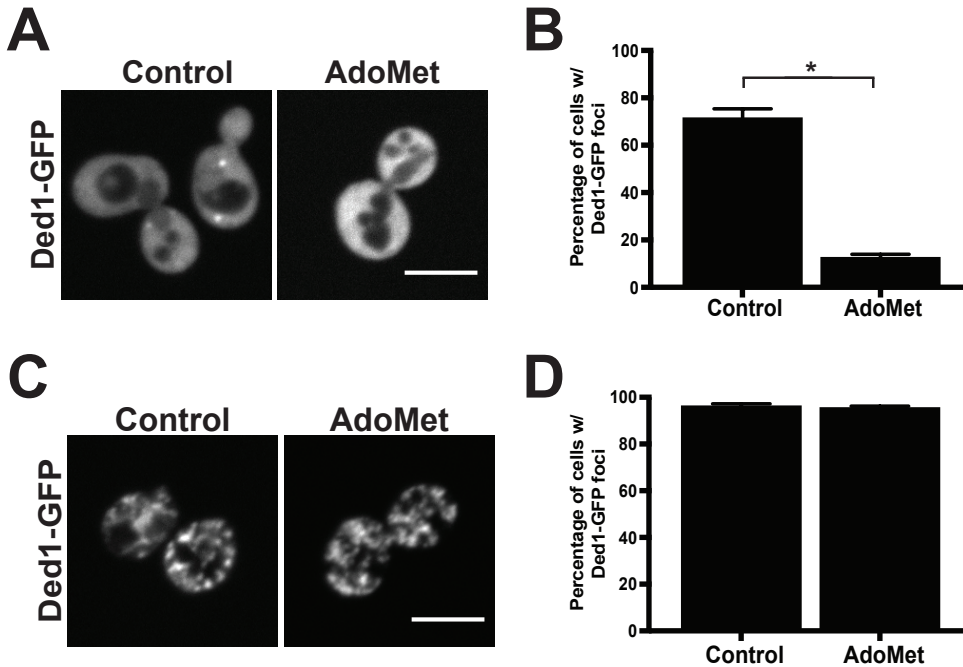 A
Control
AdoMet
Ded1-GFP
B
Percentage of cells w/
Ded1-GFP foci
100
80
60
40
20
0
*
Control
AdoMet
C
Control
AdoMet
Ded1-GFP
D
Percentage of cells w/
Ded1-GFP foci
100
80
60
40
20
0
Control
AdoMet